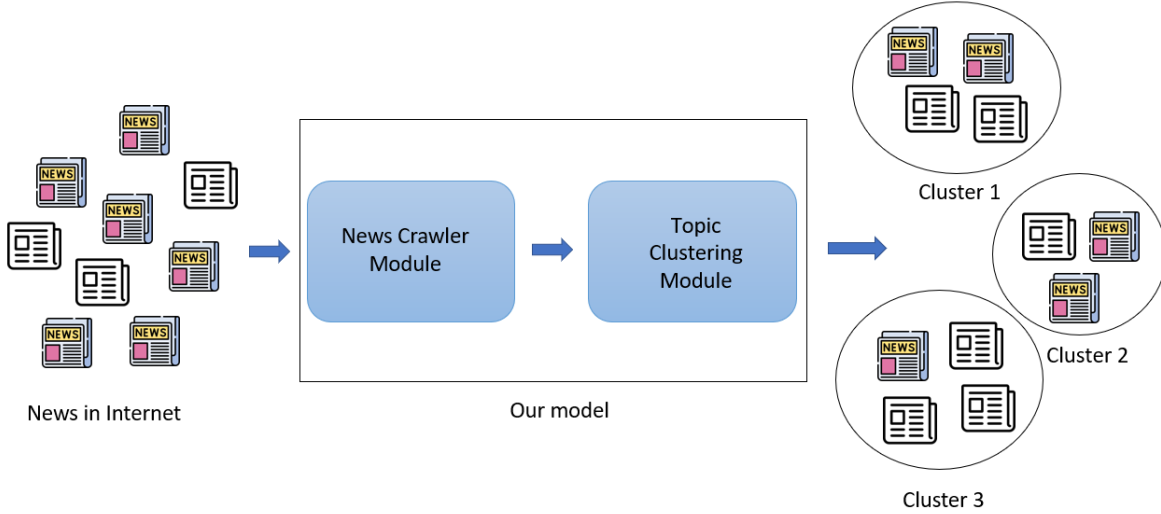 NEWS
NEWS
NEWS
NEWS
NEWS
NEWS
News in Internet
News Crawler
Module
Topic
Clustering
Module
Our model
NEWS
NEWS
Cluster 1
NEWS
NEWS
Cluster 2
NEWS
Cluster 3